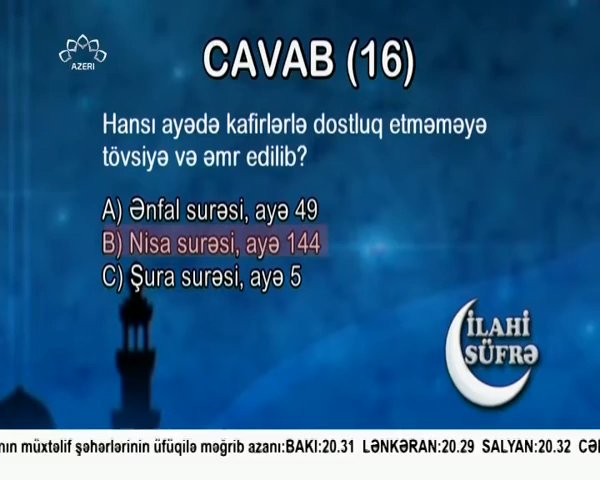 AZERI
CAVAB (16)
Hansı ayədə kafirlərlə dostluq etməməyə
tövsiyə və əmr edilib?
A) Ənfal surəsi, ayə 49
B) Nisa surəsi, ayə 144
C) Şura surəsi, ayə 5
İLAHİ
SÜFRƏ
nın müxtəlif şəhərlərinin üfüqilə məğrib azanı:BAKI:20.31 LƏNKƏRAN:20.29 SALYAN:20.32 CƏ